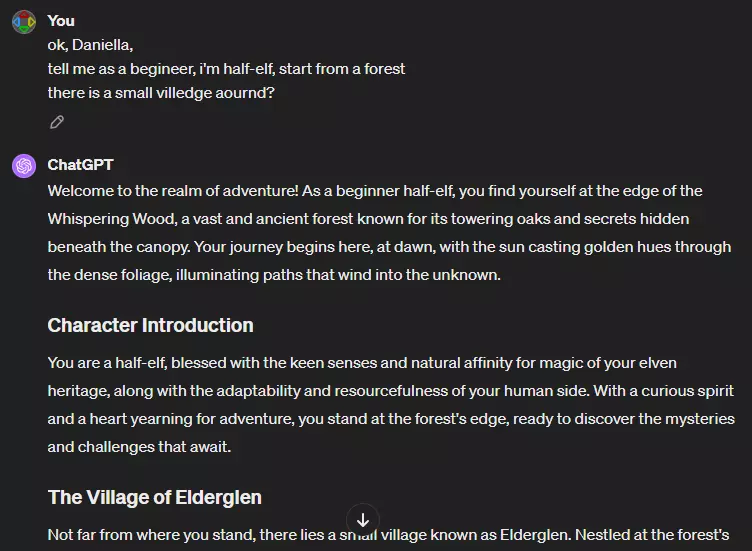 You
ok, Daniella,
tell me as a begineer, i'm half-elf, start from a forest
there is a small villedge aournd?
ChatGPT
Welcome to the realm of adventure! As a beginner half-elf, you find yourself at the edge of the
Whispering Wood, a vast and ancient forest known for its towering oaks and secrets hidden
beneath the canopy. Your journey begins here, at dawn, with the sun casting golden hues through
the dense foliage, illuminating paths that wind into the unknown.
Character Introduction
You are a half-elf, blessed with the keen senses and natural affinity for magic of your elven
heritage, along with the adaptability and resourcefulness of your human side. With a curious spirit
and a heart yearning for adventure, you stand at the forest's edge, ready to discover the mysteries
and challenges that await.
The Village of Elderglen
Not far from where you stand, there lies a small village known as Elderglen. Nestled at the forest's